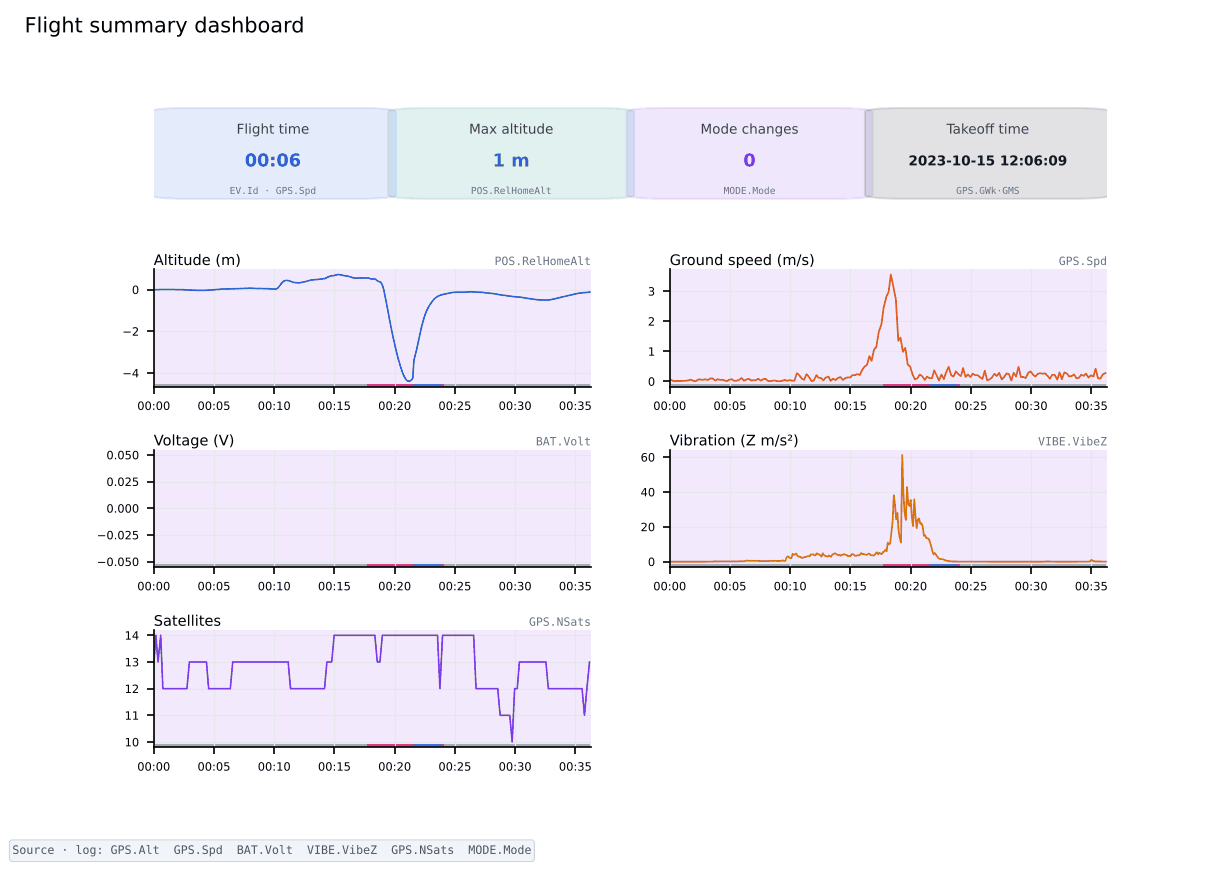 Flight summary dashboard
Flight time
00:06
EV.Id · GPS.Spd
Max altitude
1 m
POS.RelHomeAlt
Mode changes
0
MODE.Mode
Takeoff time
2023-10-15 12:06:09
GPS.GWk·GMS
Altitude (m) POS.RelHomeAlt
0
−2
−4
00:00 00:05 00:10 00:15 00:20 00:25 00:30 00:35
Ground speed (m/s) GPS.Spd
3
2
1
0
00:00 00:05 00:10 00:15 00:20 00:25 00:30 00:35
Voltage (V) BAT.Volt
0.050
0.025
0.000
−0.025
−0.050
00:00 00:05 00:10 00:15 00:20 00:25 00:30 00:35
Vibration (Z m/s²) VIBE.VibeZ
60
40
20
0
00:00 00:05 00:10 00:15 00:20 00:25 00:30 00:35
Satellites GPS.NSats
14
13
12
11
10
00:00 00:05 00:10 00:15 00:20 00:25 00:30 00:35
Source · log: GPS.Alt GPS.Spd BAT.Volt VIBE.VibeZ GPS.NSats MODE.Mode